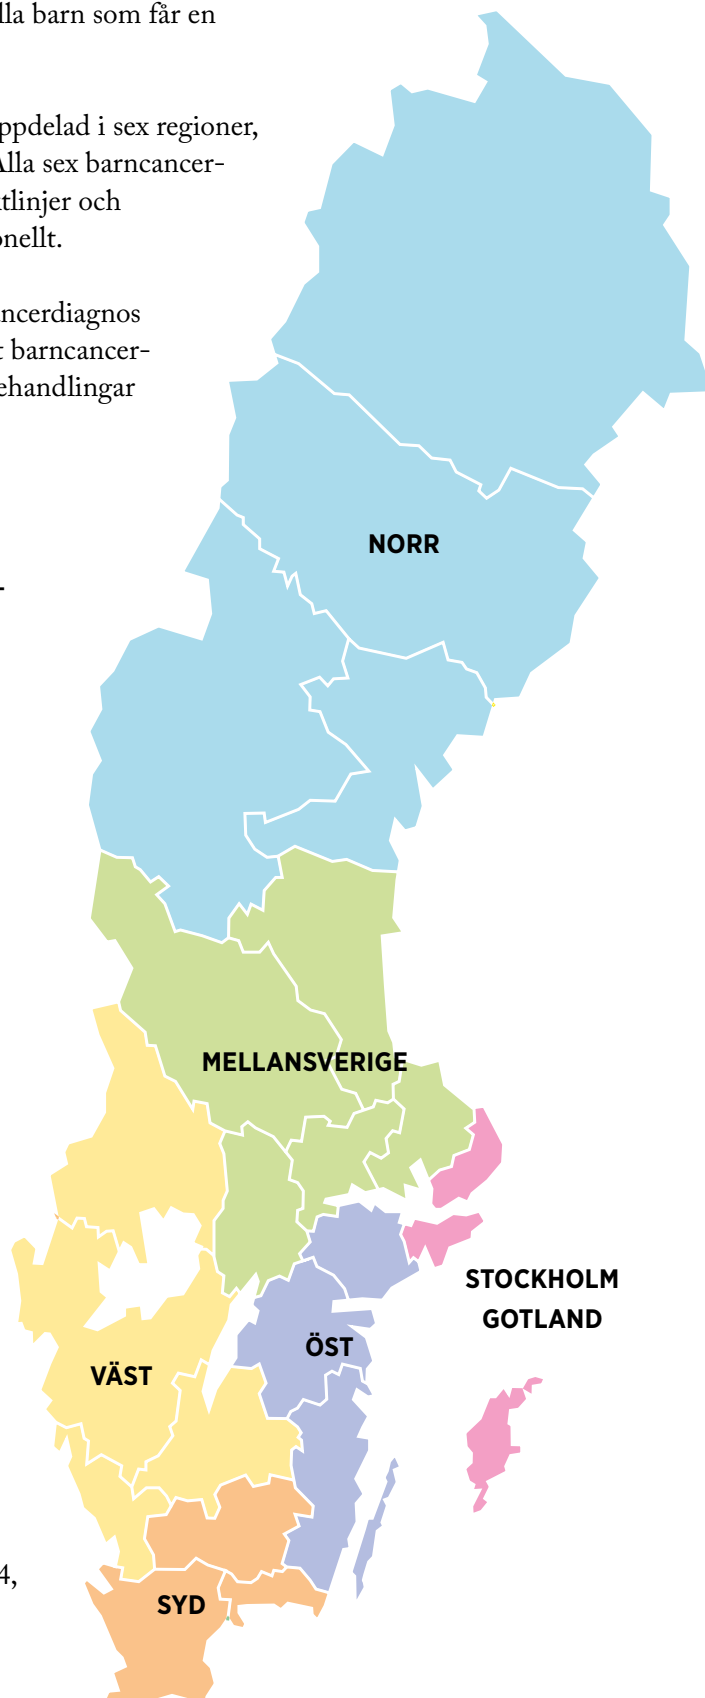 lla barn som får en
ppdelad i sex regioner,
Alla sex barncancer-
tlinjer och
onellt.
ncerdiagnos
t barncancer-
ehandlingar
-
NORR
MELLANSVERIGE
STOCKHOLM
GOTLAND
ÖST
VÄST
4,
SYD